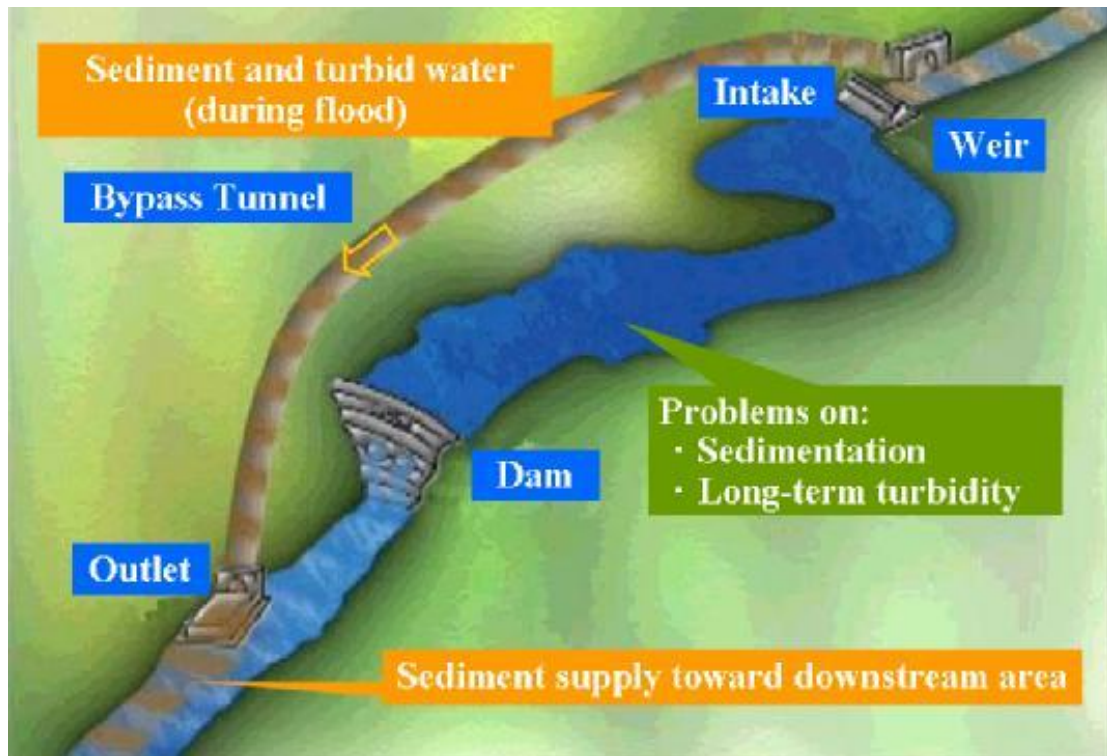 Sediment and turbid water
(during flood)
Intake
Weir
Bypass Tunnel
Problems on:
・Sedimentation
・Long-term turbidity
Dam
Outlet
Sediment supply toward downstream area